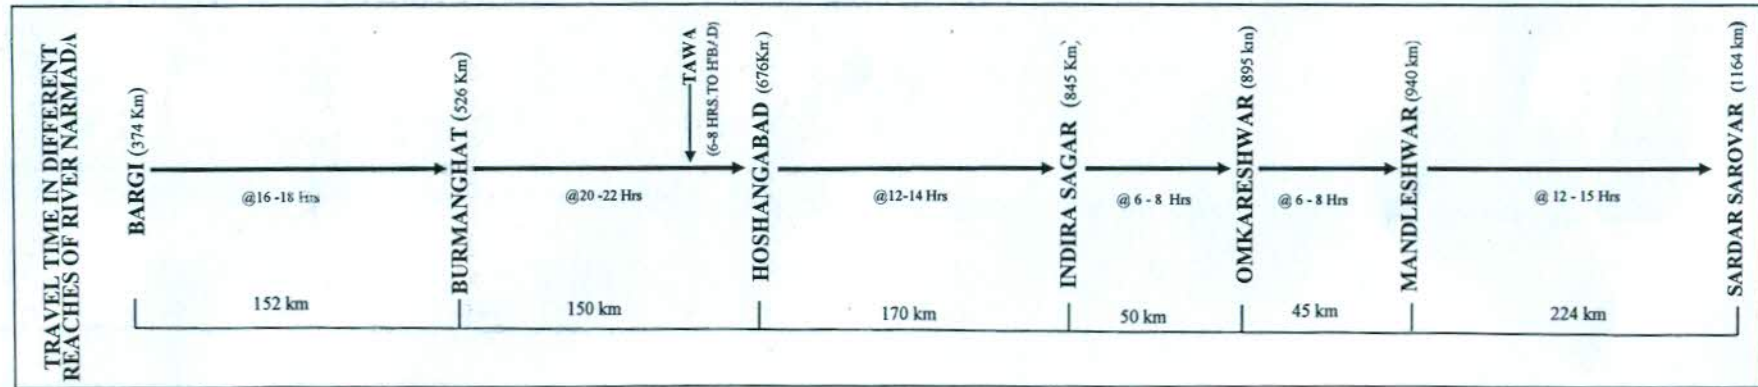 TRAVEL TIME IN DIFFERENT
REACHES OF RIVER NARMADA
BARGI (374 Km)
BURMANGHAT (526 Km)
TAWA
(6-8 HRS.TO H'BAD)
HOSHANGABAD (676Km)
INDIRA SAGAR (845 Km)
OMKARESHWAR (895 km)
MANDLESHWAR (940 km)
SARDAR SAROVAR (1164 km)
@16 -18 Hrs
@20 -22 Hrs
@12-14 Hrs
@ 6 - 8 Hrs
@ 6 - 8 Hrs
@ 12 - 15 Hrs
152 km
150 km
170 km
50 km
45 km
224 km